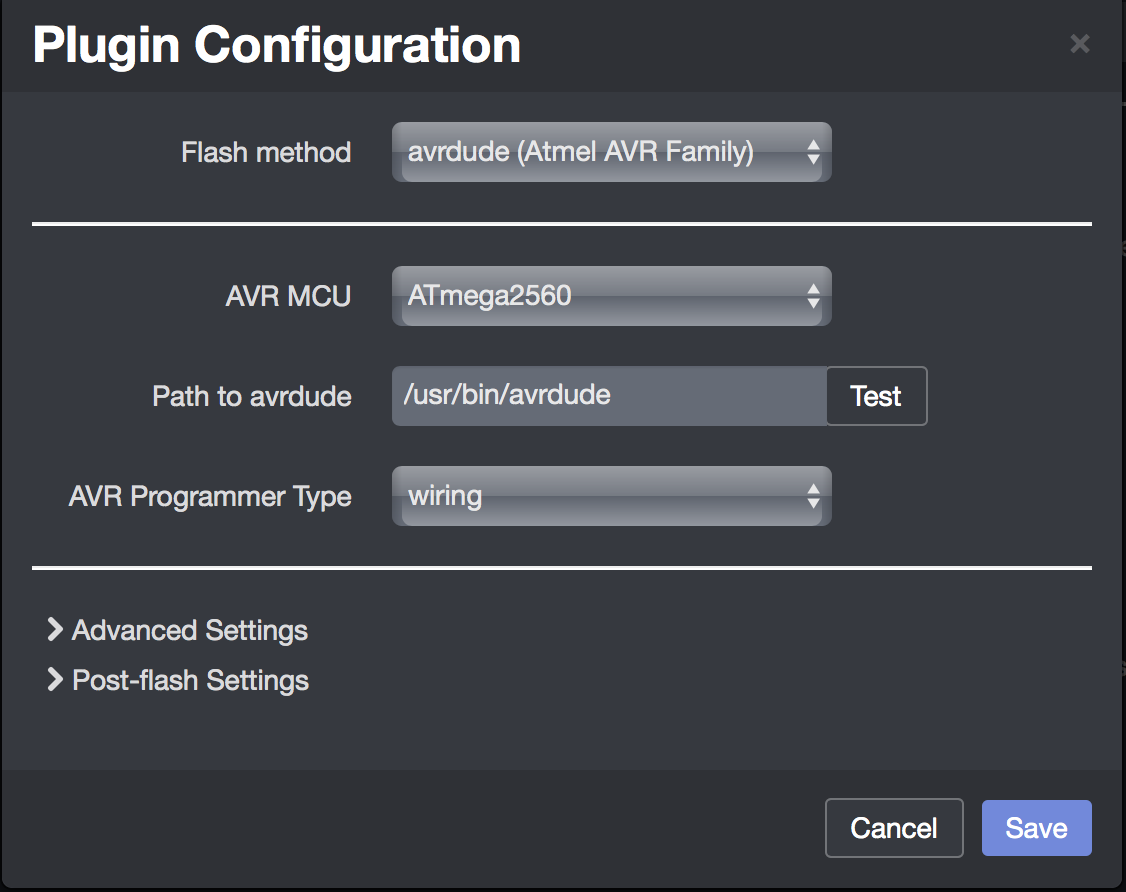 Plugin Configuration ×
Flash method avrdude (Atmel AVR Family)
AVR MCU ATmega2560
Path to avrdude /usr/bin/avrdude Test
AVR Programmer Type wiring
Advanced Settings
Post-flash Settings
Cancel Save